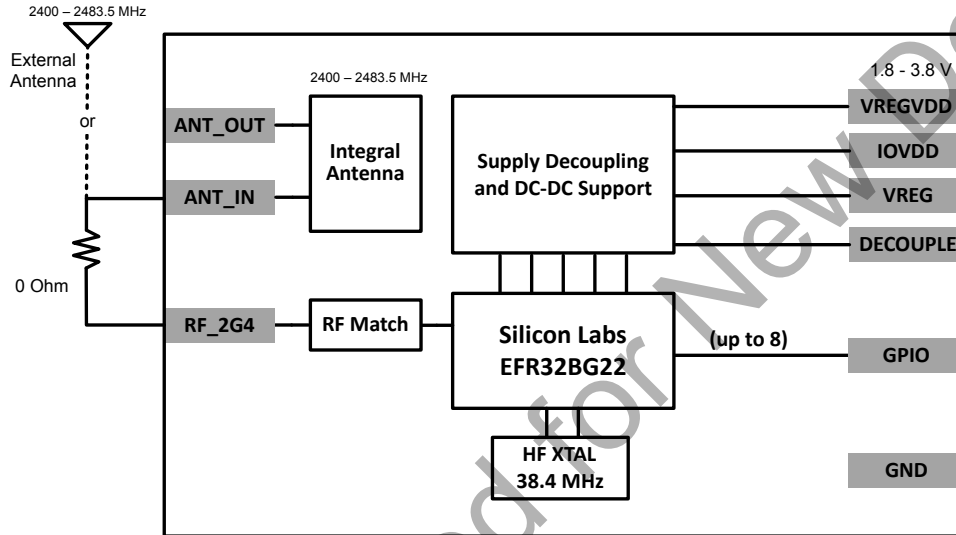 2400 – 2483.5 MHz
External
Antenna
or
0 Ohm
2400 – 2483.5 MHz
ANT_OUT
ANT_IN
Integral
Antenna
RF_2G4
RF Match
Supply Decoupling
and DC-DC Support
Silicon Labs
EFR32BG22
(up to 8)
HF XTAL
38.4 MHz
1.8 - 3.8 V
VREGVDD
IOVDD
VREG
DECOUPLE
GPIO
GND
for New